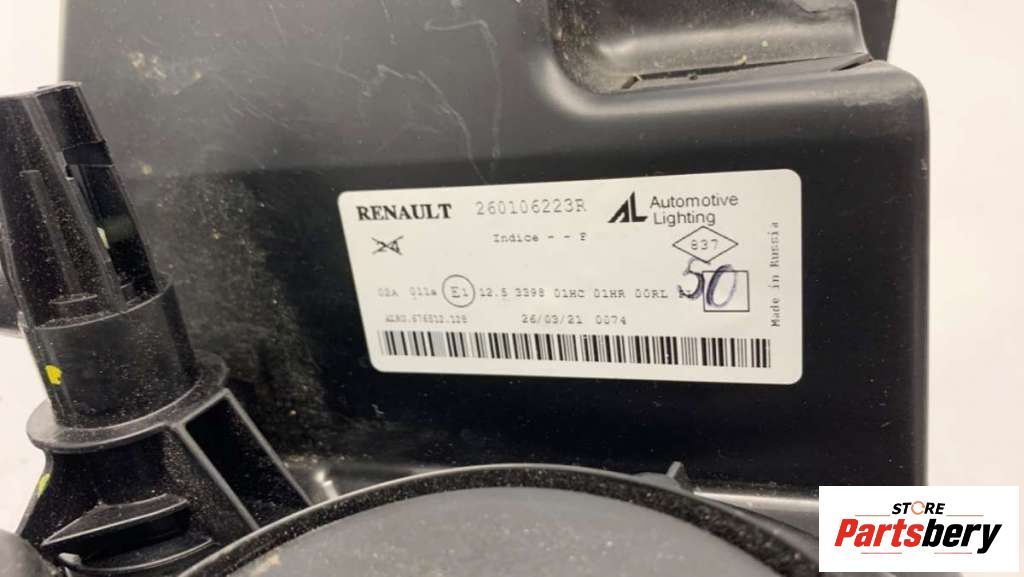 RENAULT 260106223R AL Automotive Lighting
Indice - - F
837
02A 011a E1 12.5 3398 01HC 01HR 00RL
50
26/03/21 0074
Made in Russia
STORE
Partsbery